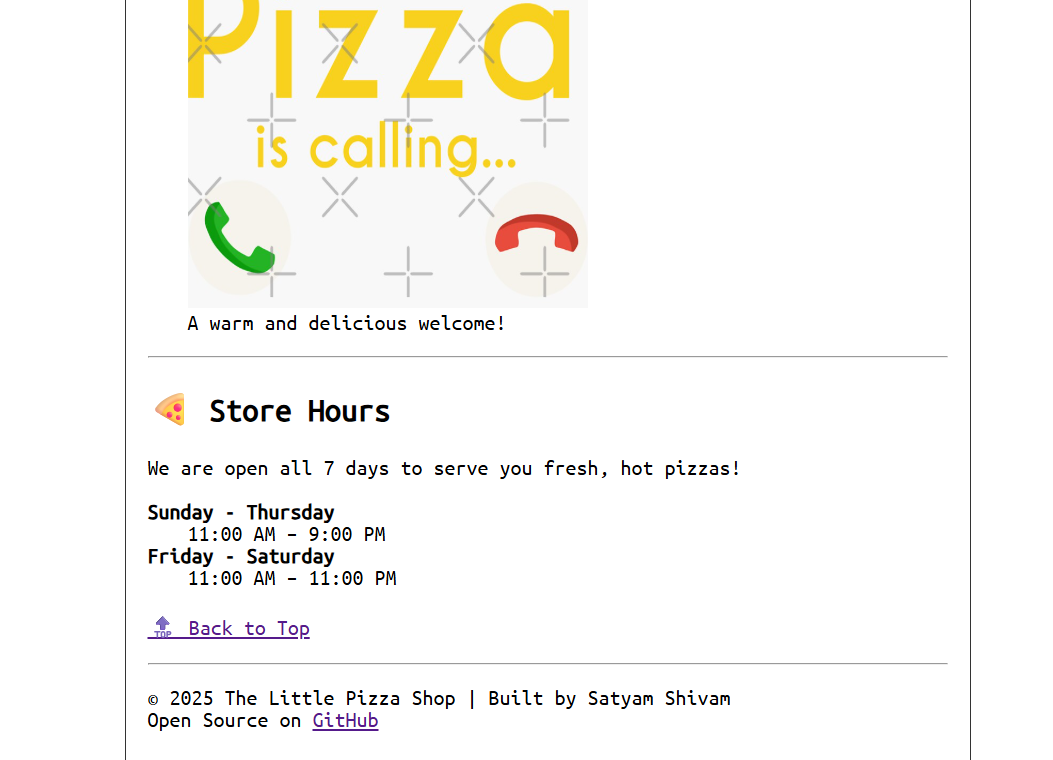 Pizza
is calling...
A warm and delicious welcome!
🍕 Store Hours
We are open all 7 days to serve you fresh, hot pizzas!
Sunday - Thursday
11:00 AM – 9:00 PM
Friday - Saturday
11:00 AM – 11:00 PM
🔝 Back to Top
© 2025 The Little Pizza Shop | Built by Satyam Shivam
Open Source on GitHub